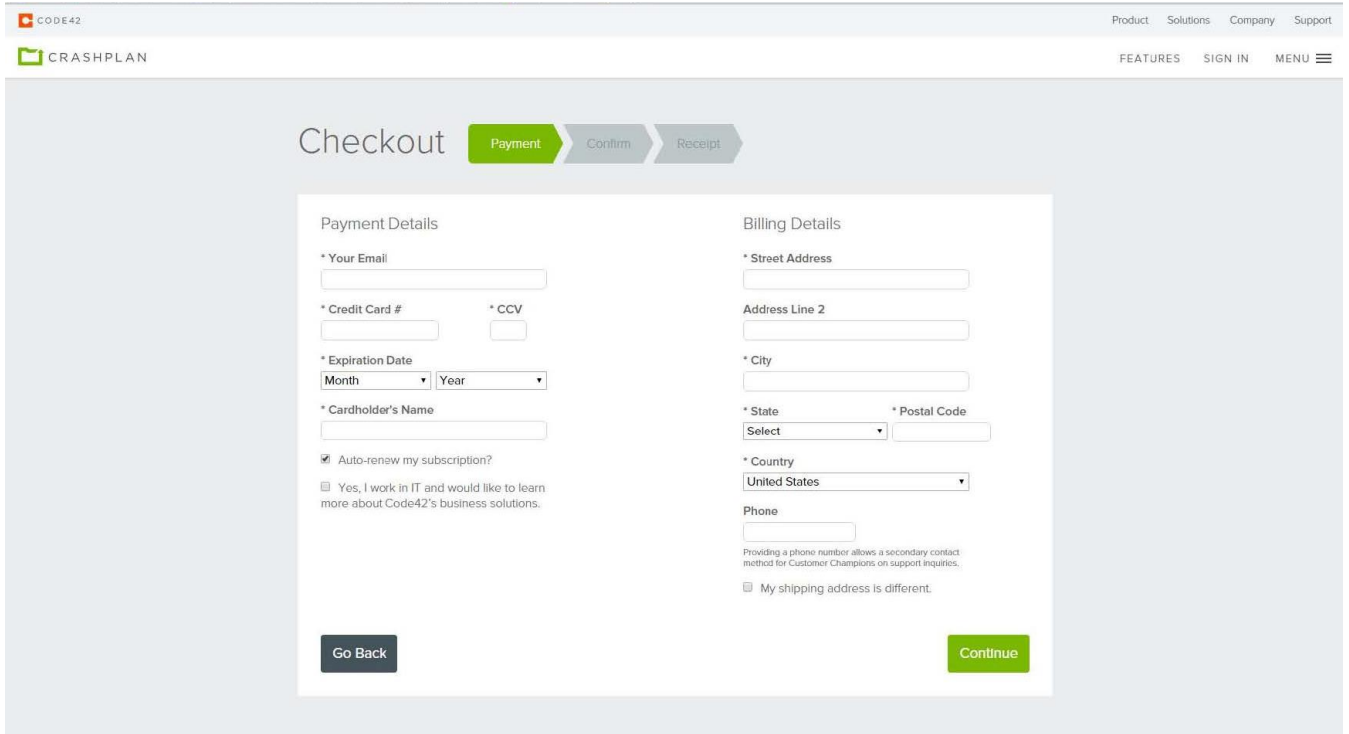 CODE42
Product Solutions Company Support
CRASHPLAN
FEATURES SIGN IN MENU
Checkout
Payment Confirm Receipt
Payment Details
* Your Email
* Credit Card # * CCV
* Expiration Date
Month Year
* Cardholder's Name
Auto-renew my subscription?
Yes, I work in IT and would like to learn
more about Code42's business solutions.
Billing Details
* Street Address
Address Line 2
* City
* State * Postal Code
Select
* Country
United States
Phone
Providing a phone number allows a secondary contact
method for Customer Champions on support inquiries.
My shipping address is different.
Go Back
Continue